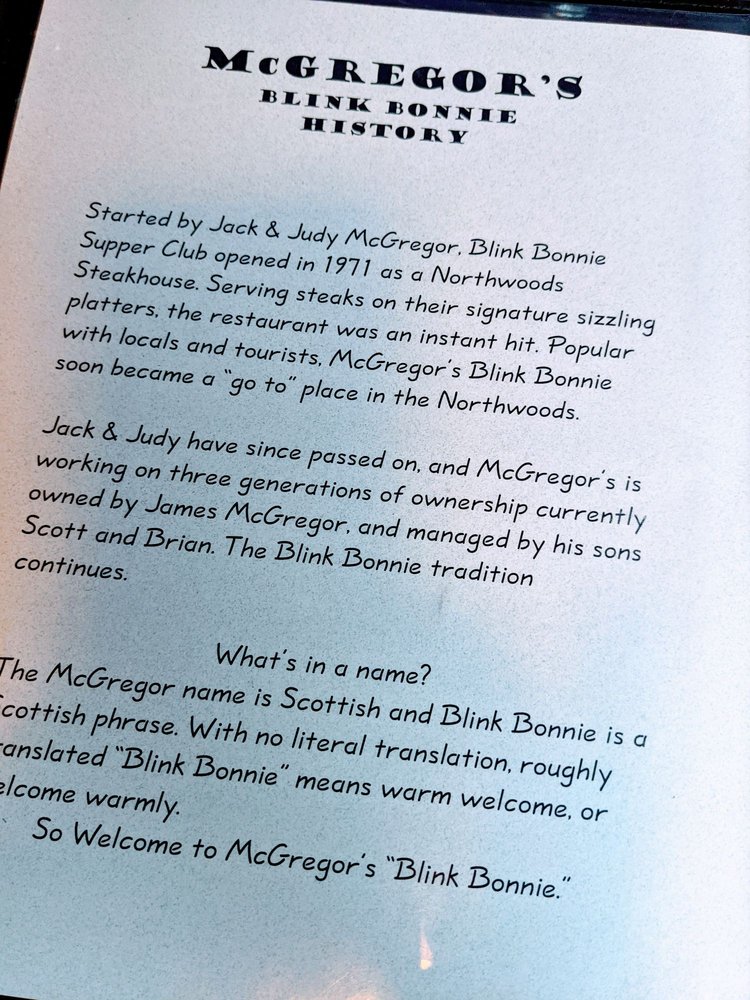 McGREGOR'S
BLINK BONNIE
HISTORY
Started by Jack & Judy McGregor, Blink Bonnie
Supper Club opened in 1971 as a Northwoods
Steakhouse. Serving steaks on their signature sizzling
platters, the restaurant was an instant hit. Popular
with locals and tourists, McGregor's Blink Bonnie
soon became a "go to" place in the Northwoods.
Jack & Judy have since passed on, and McGregor's is
working on three generations of ownership currently
owned by James McGregor, and managed by his sons
Scott and Brian. The Blink Bonnie tradition
continues.
What's in a name?
The McGregor name is Scottish and Blink Bonnie is a
cottish phrase. With no literal translation, roughly
ranslated "Blink Bonnie" means warm welcome, or
elcome warmly.
So Welcome to McGregor's "Blink Bonnie."